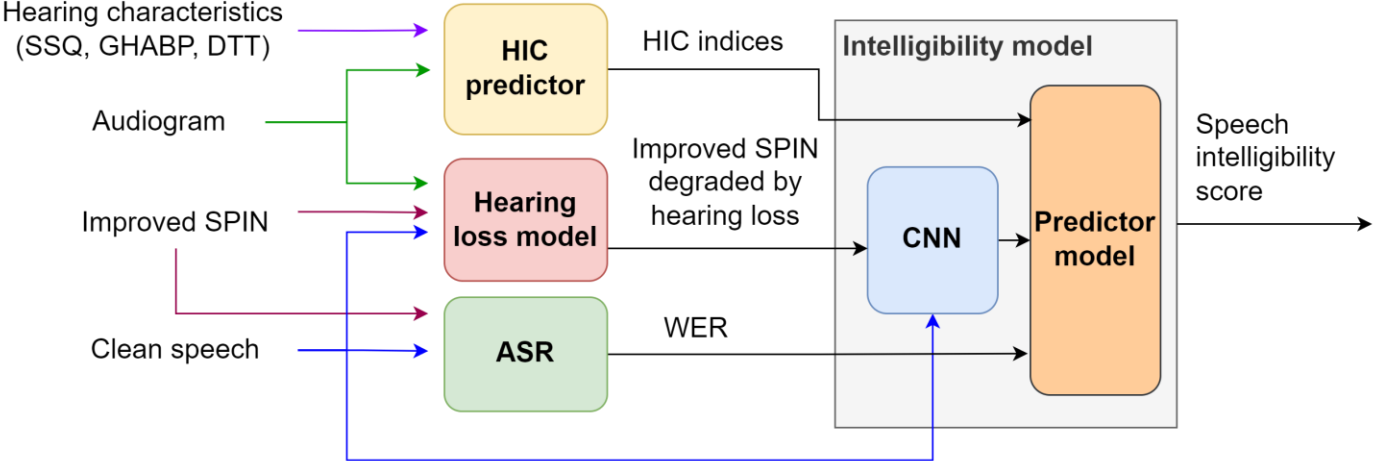 Hearing characteristics
(SSQ, GHABP, DTT)
Audiogram
Improved SPIN
Clean speech
HIC
predictor
Hearing
loss model
ASR
HIC indices
Improved SPIN
degraded by
hearing loss
WER
Intelligibility model
CNN
Predictor
model
Speech
intelligibility
score